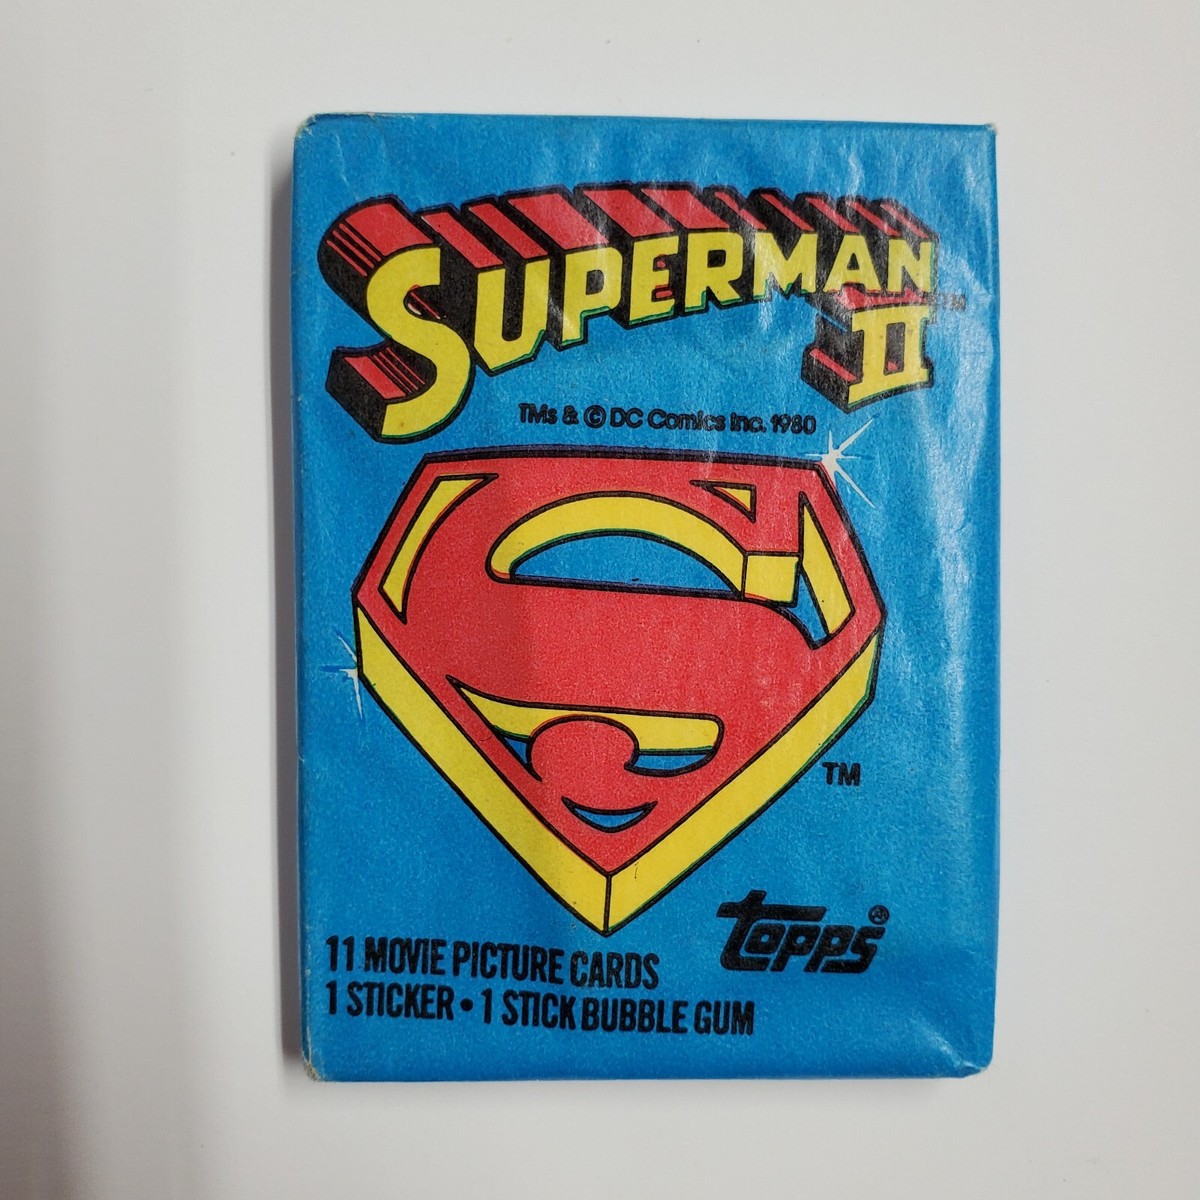 SUPERMAN
II
TMs & © DC Comics Inc. 1980
TM
topps®
11 MOVIE PICTURE CARDS
1 STICKER • 1 STICK BUBBLE GUM